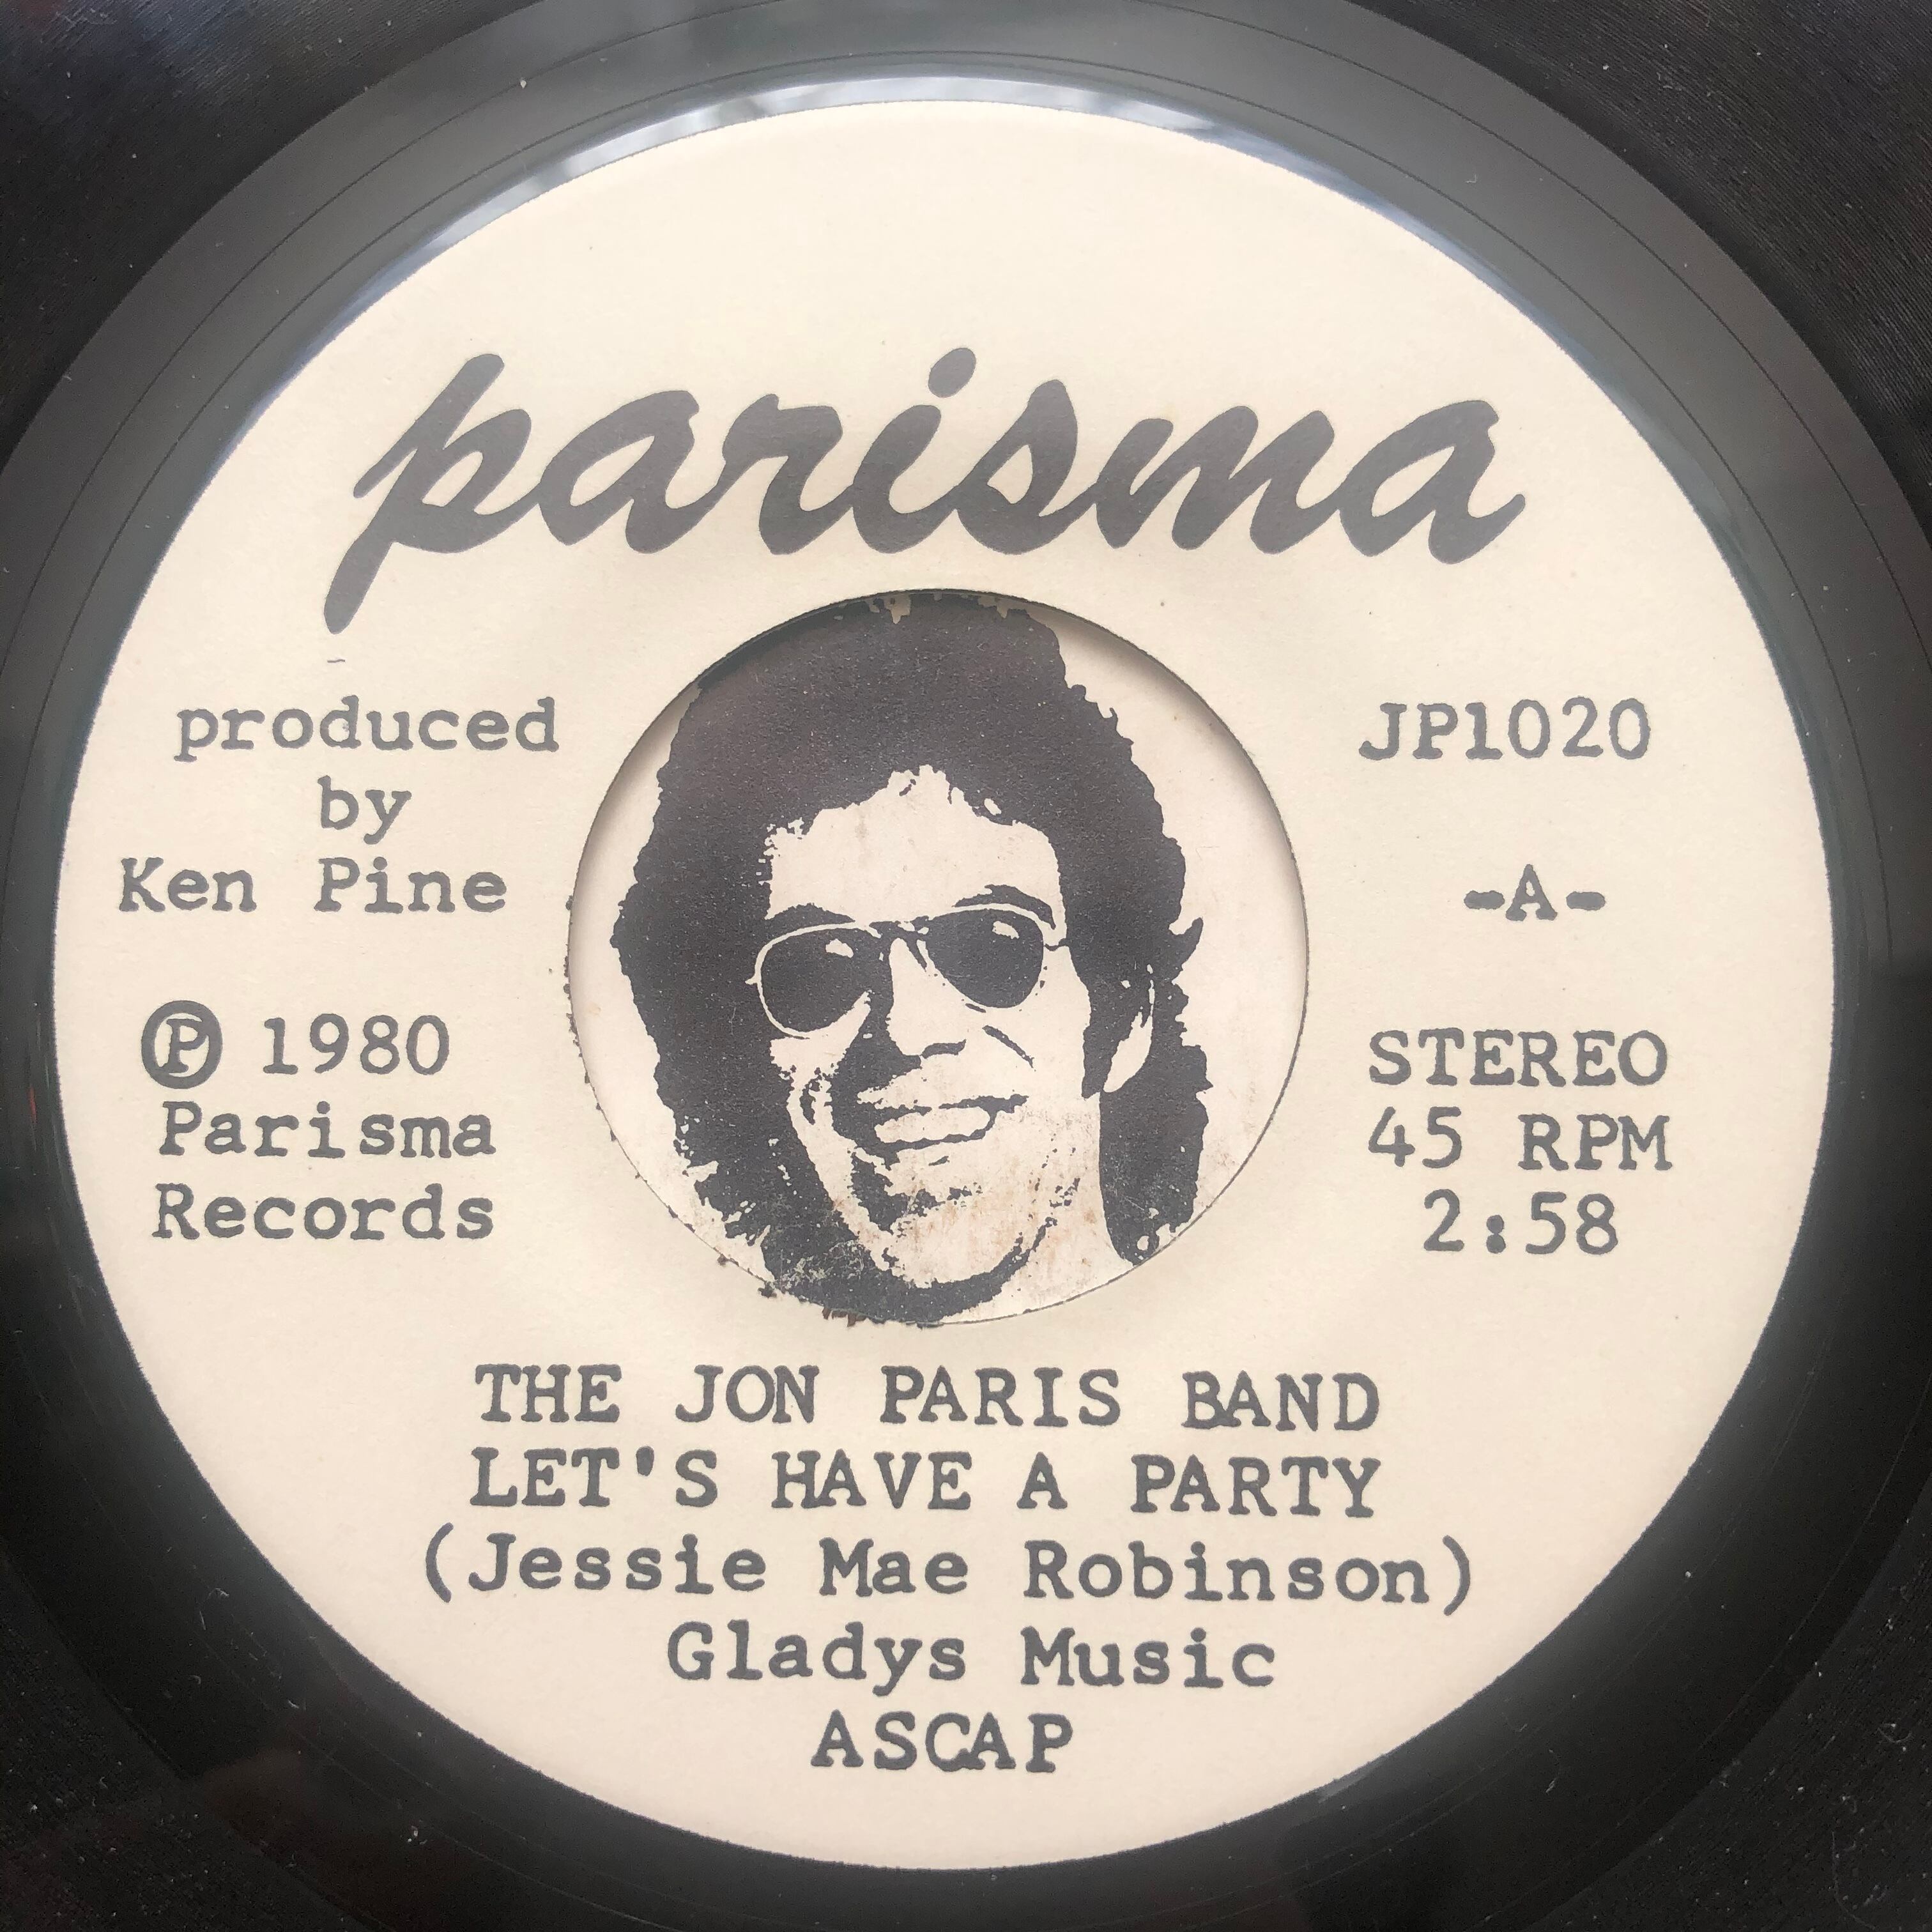 parisma
produced
by
Ken Pine
Ⓟ 1980
Parisma
Records
JP1020
-A-
STEREO
45 RPM
2:58
THE JON PARIS BAND
LET'S HAVE A PARTY
(Jessie Mae Robinson)
Gladys Music
ASCAP